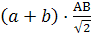 (a + b) · AB/√2